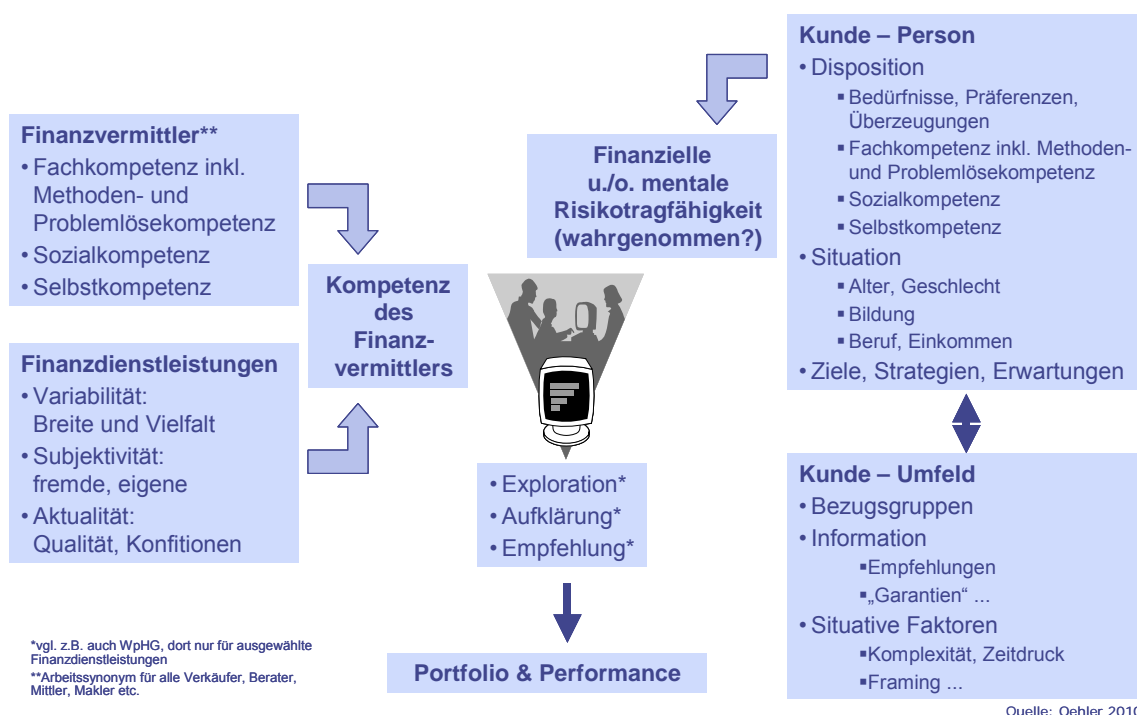 Finanzvermittler**
• Fachkompetenz inkl.
Methoden- und
Problemlösekompetenz
• Sozialkompetenz
• Selbstkompetenz
Finanzdienstleistungen
• Variabilität:
Breite und Vielfalt
• Subjektivität:
fremde, eigene
• Aktualität:
Qualität, Konfitionen
Kompetenz
des
Finanz-
vermittlers
Finanzielle
u./o. mentale
Risikotragfähigkeit
(wahrgenommen?)
• Exploration*
• Aufklärung*
• Empfehlung*
Portfolio & Performance
Kunde – Person
• Disposition
▪ Bedürfnisse, Präferenzen,
Überzeugungen
▪ Fachkompetenz inkl. Methoden-
und Problemlösekompetenz
▪ Sozialkompetenz
▪ Selbstkompetenz
• Situation
▪ Alter, Geschlecht
▪ Bildung
▪ Beruf, Einkommen
• Ziele, Strategien, Erwartungen
Kunde – Umfeld
• Bezugsgruppen
• Information
▪Empfehlungen
▪„Garantien“ ...
• Situative Faktoren
▪Komplexität, Zeitdruck
▪Framing ...
*vgl. z.B. auch WpHG, dort nur für ausgewählte
Finanzdienstleistungen
**Arbeitssynonym für alle Verkäufer, Berater,
Mittler, Makler etc.
Quelle: Oehler 2010